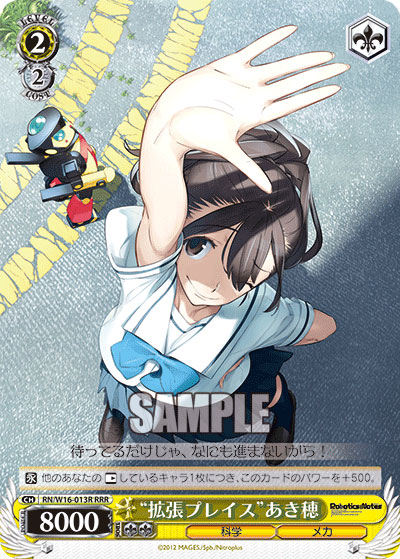 LEVEL
2
2
COST
SAMPLE
待ってるだけじゃ、なにも進まないから！
永 他のあなたの しているキャラ1枚につき、このカードのパワーを+500。
CH RN/W16-013R RRR
8000
“拡張プレイス”あき穂
Robotics;Notes
科学 メカ
©2012 MAGES./5pb./Nitroplus